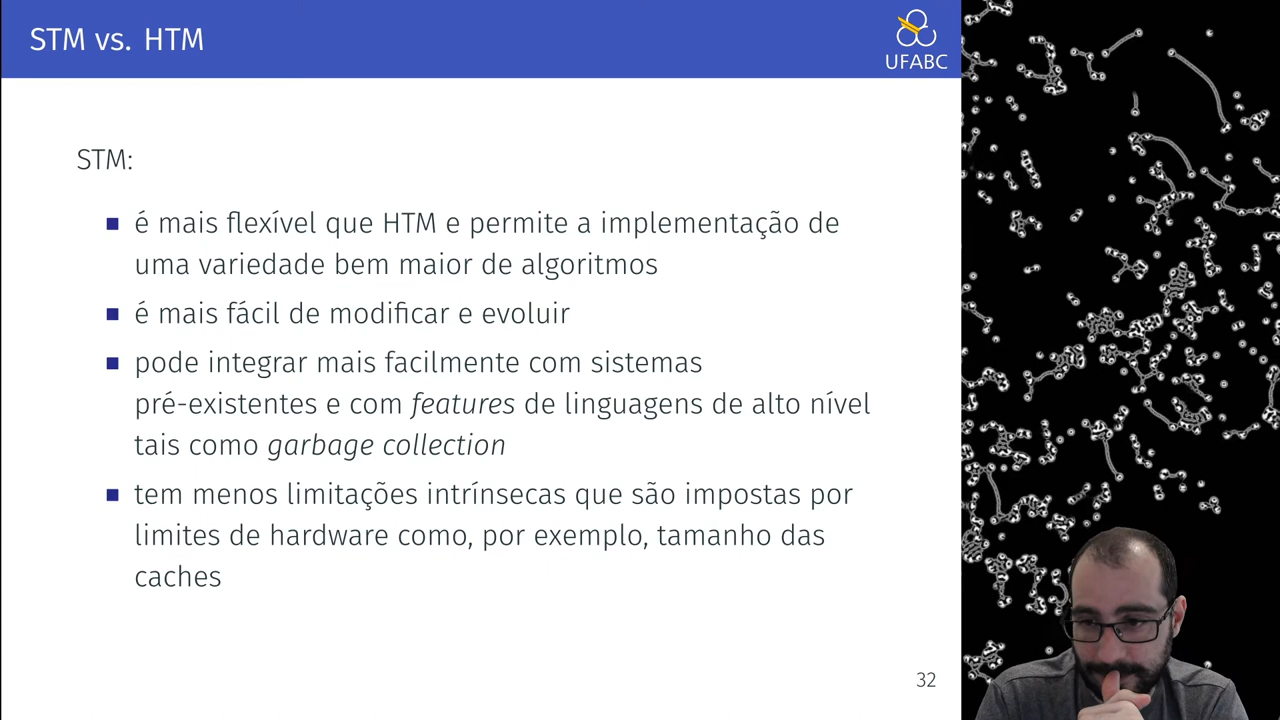 STM vs. HTM
UFABC
STM:
é mais flexível que HTM e permite a implementação de
uma variedade bem maior de algoritmos
é mais fácil de modificar e evoluir
pode integrar mais facilmente com sistemas
pré-existentes e com features de linguagens de alto nível
tais como garbage collection
tem menos limitações intrínsecas que são impostas por
limites de hardware como, por exemplo, tamanho das
caches
32